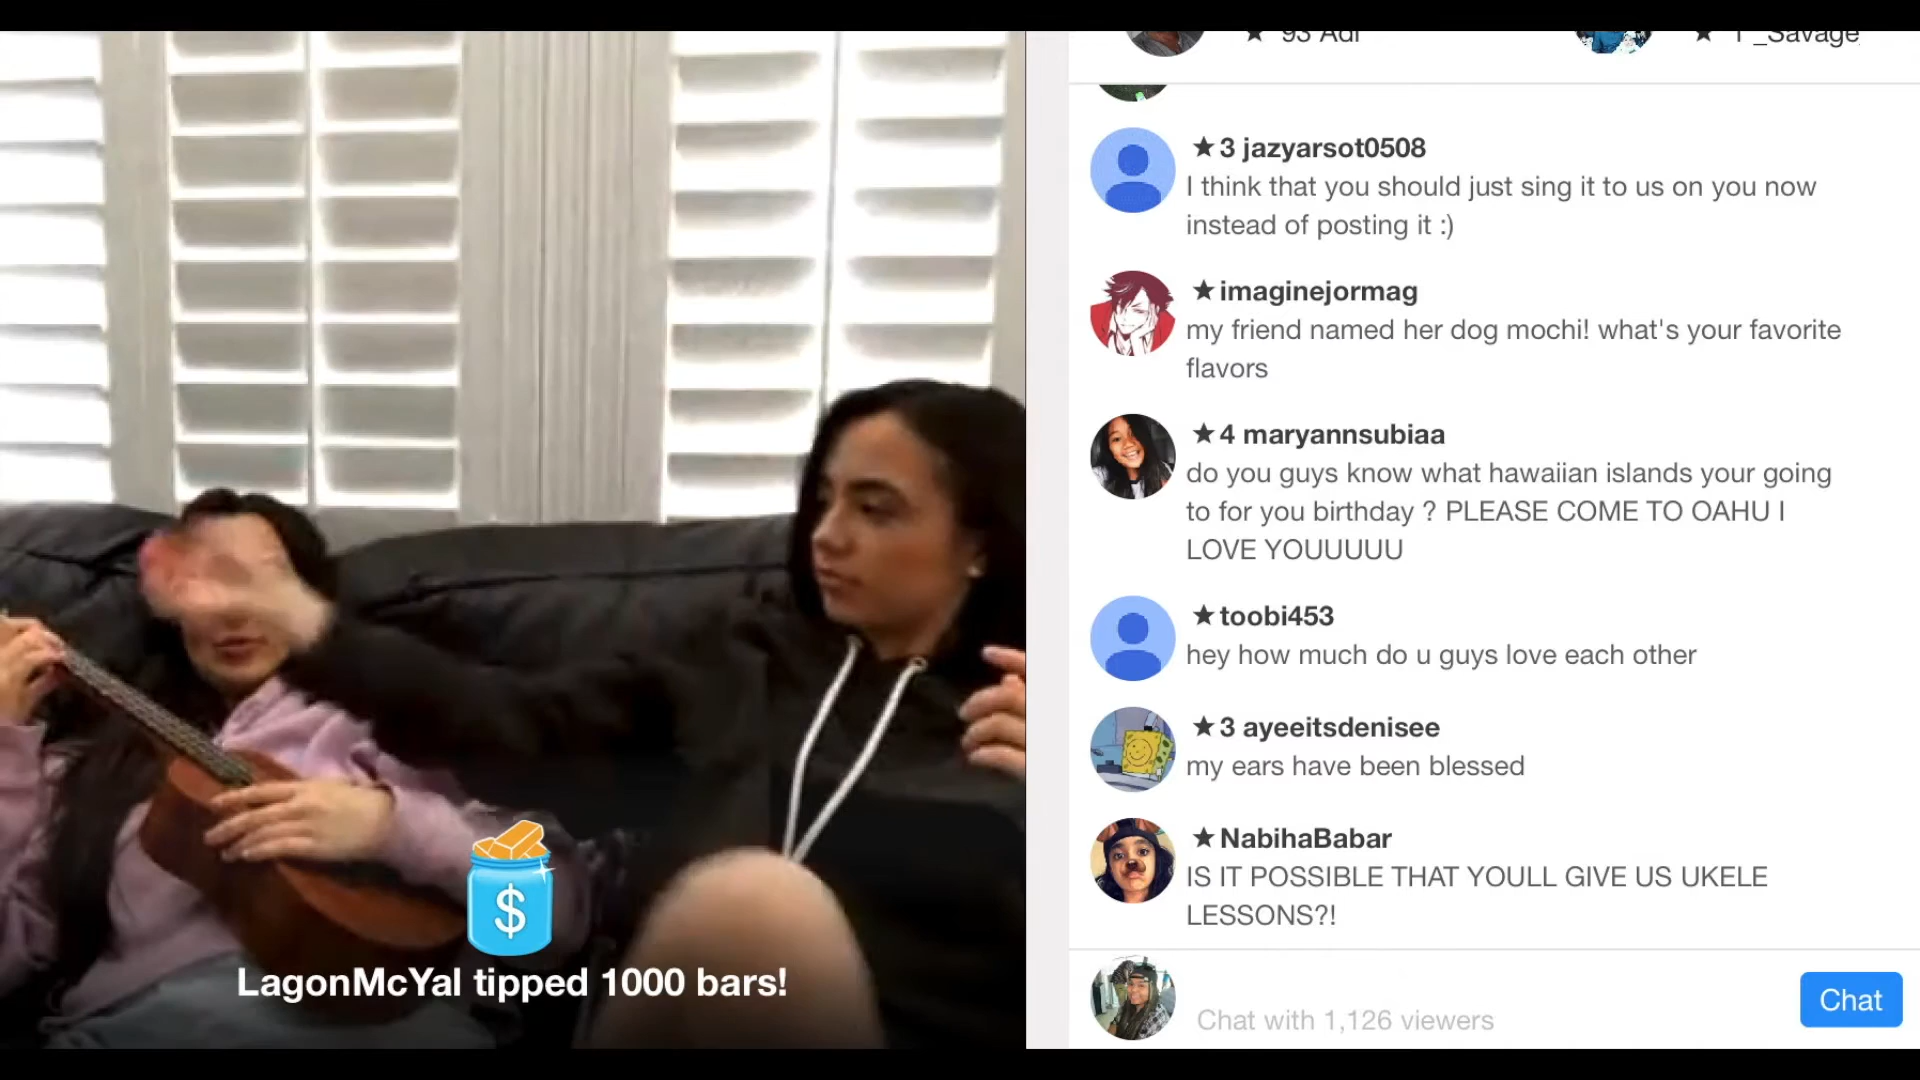 93 Adi
1 _Savage
3 jazyarsot0508
I think that you should just sing it to us on you now
instead of posting it :)
imaginejormag
my friend named her dog mochi! what's your favorite
flavors
4 maryannsubiaa
do you guys know what hawaiian islands your going
to for you birthday ? PLEASE COME TO OAHU I
LOVE YOUUUUU
toobi453
hey how much do u guys love each other
3 ayeeitsdenisee
my ears have been blessed
NabihaBabar
IS IT POSSIBLE THAT YOULL GIVE US UKELE
LESSONS?!
Chat with 1,126 viewers
Chat
$
LagonMcYal tipped 1000 bars!